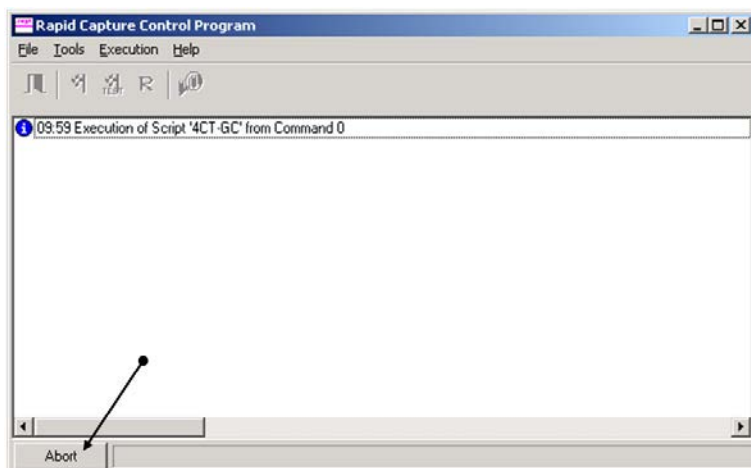 Rapid Capture Control Program
File Tools Execution Help
TEST R
09:59 Execution of Script '4CT-GC' from Command 0
Abort